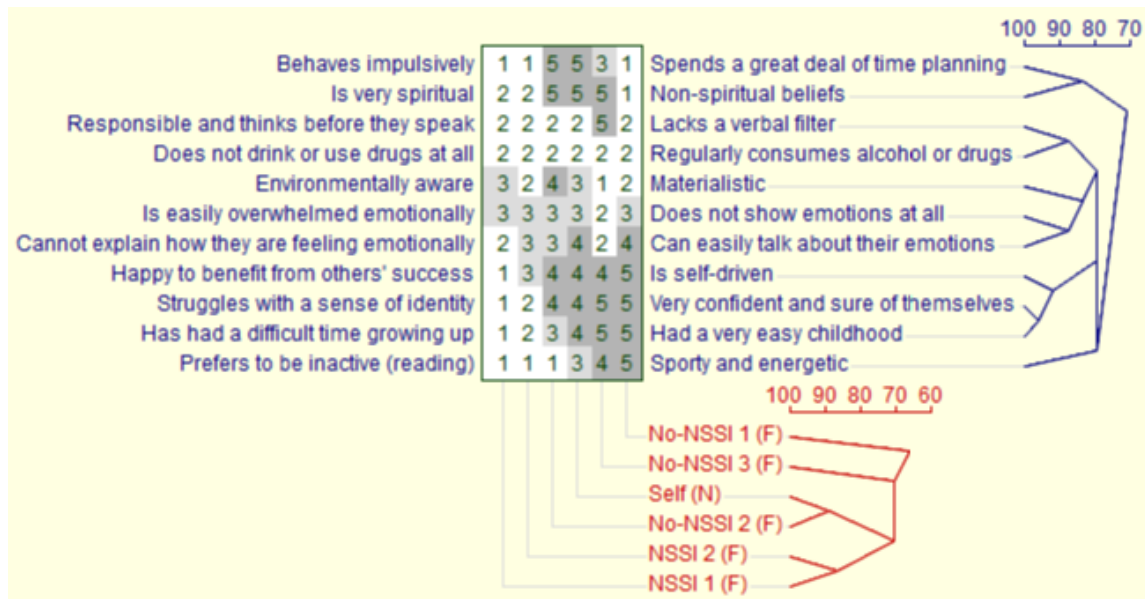 100 90 80 70
Behaves impulsively 1 1 5 5 3 1 Spends a great deal of time planning
Is very spiritual 2 2 5 5 5 1 Non-spiritual beliefs
Responsible and thinks before they speak 2 2 2 2 5 2 Lacks a verbal filter
Does not drink or use drugs at all 2 2 2 2 2 2 Regularly consumes alcohol or drugs
Environmentally aware 3 2 4 3 1 2 Materialistic
Is easily overwhelmed emotionally 3 3 3 3 2 3 Does not show emotions at all
Cannot explain how they are feeling emotionally 2 3 3 4 2 4 Can easily talk about their emotions
Happy to benefit from others' success 1 3 4 4 4 5 Is self-driven
Struggles with a sense of identity 1 2 4 4 5 5 Very confident and sure of themselves
Has had a difficult time growing up 1 2 3 4 5 5 Had a very easy childhood
Prefers to be inactive (reading) 1 1 1 3 4 5 Sporty and energetic
100 90 80 70 60
No-NSSI 1 (F)
No-NSSI 3 (F)
Self (N)
No-NSSI 2 (F)
NSSI 2 (F)
NSSI 1 (F)